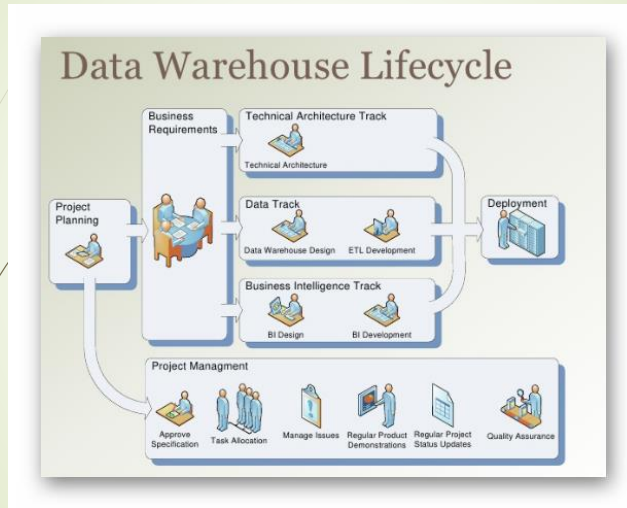 Data Warehouse Lifecycle
Business
Requirements
Technical Architecture Track
Technical Architecture
Project
Planning
Data Track
Data Warehouse Design
ETL Development
Deployment
Business Intelligence Track
BI Design
BI Development
Project Managment
Approve
Specification
Task Allocation
Manage Issues
Regular Product
Demonstrations
Regular Project
Status Updates
Quality Assurance